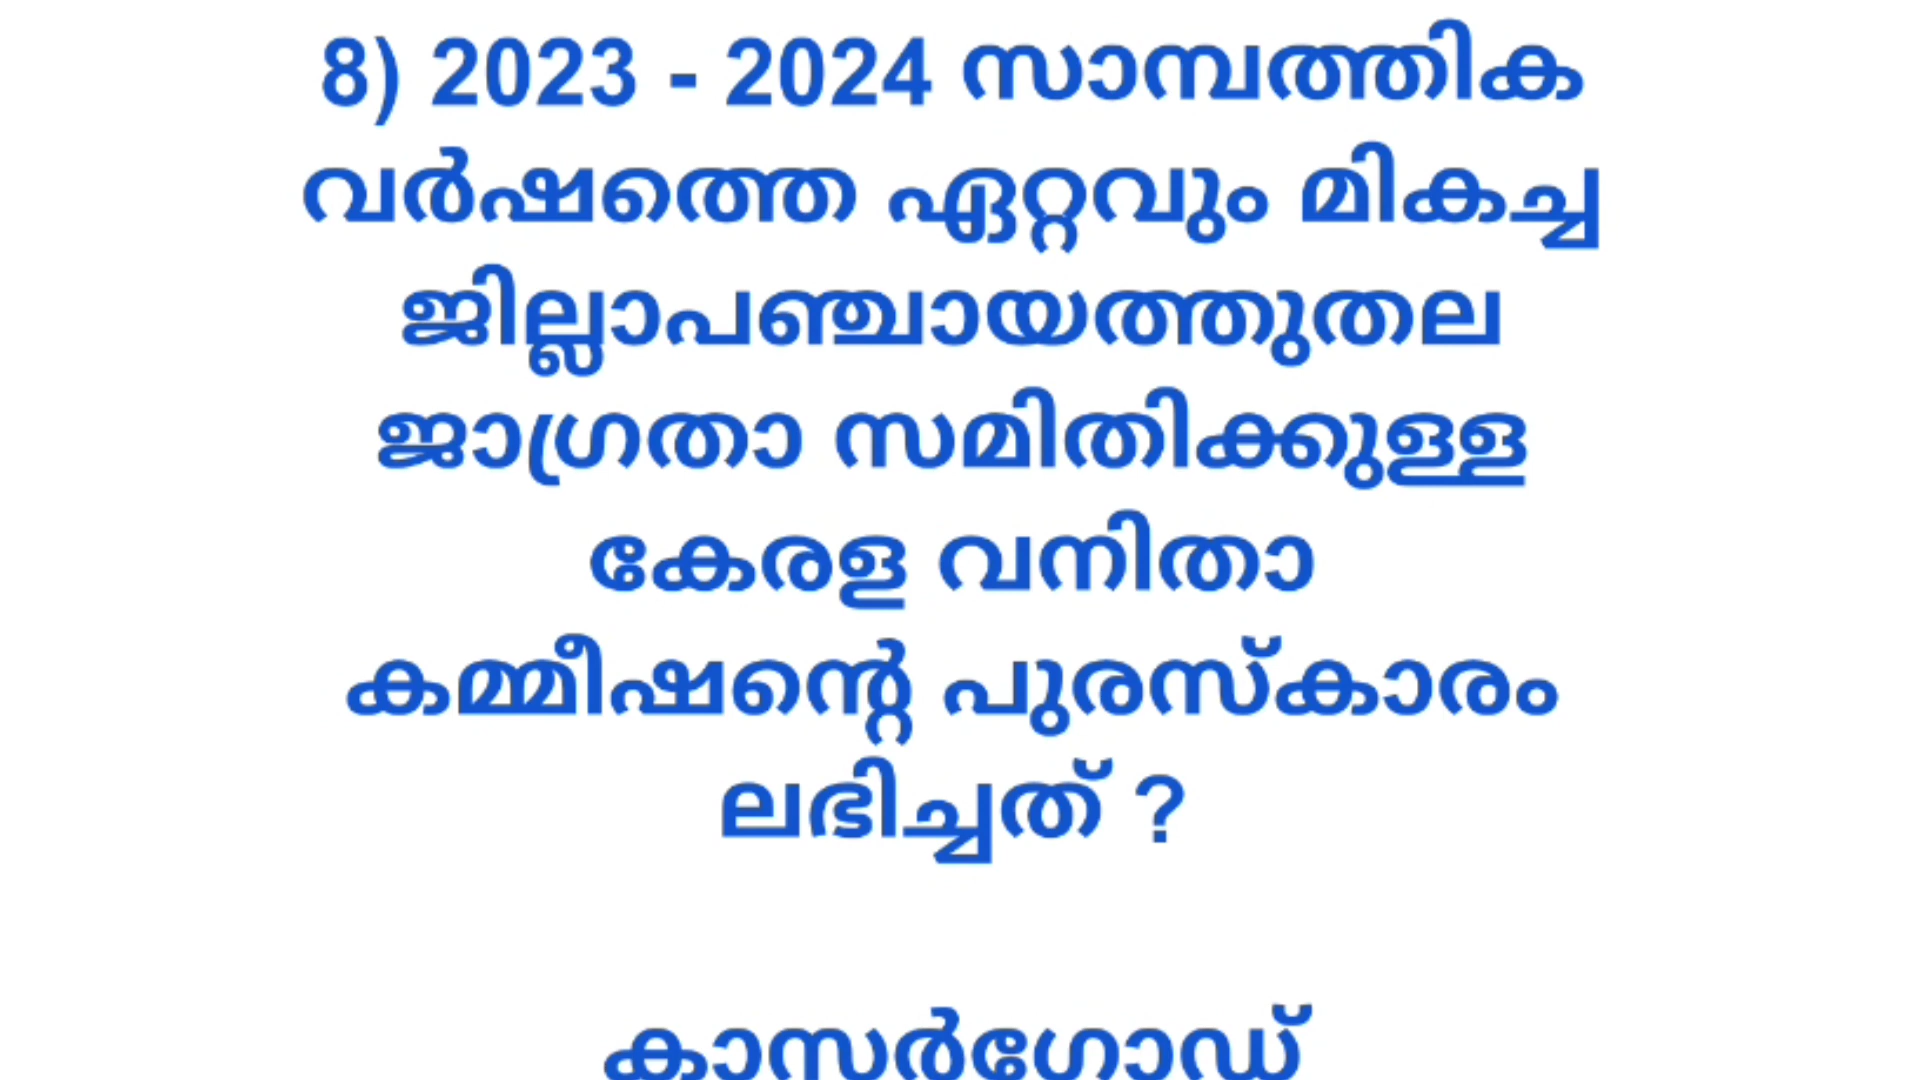 8) 2023 - 2024 സാമ്പത്തിക
വർഷത്തെ ഏറ്റവും മികച്ച
ജില്ലാപഞ്ചായത്തുതല
ജാഗ്രതാ സമിതിക്കുള്ള
കേരള വനിതാ
കമ്മീഷന്റെ പുരസ്കാരം
ലഭിച്ചത് ?
കാസർഗോഡ്